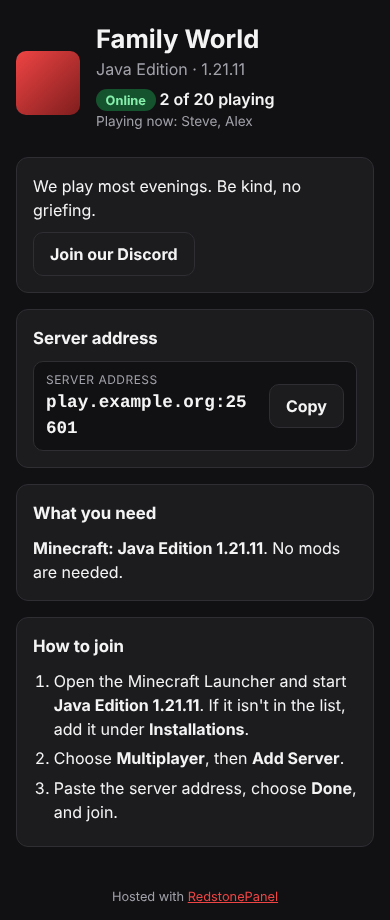 Family World
Java Edition · 1.21.11
Online 2 of 20 playing
Playing now: Steve, Alex
We play most evenings. Be kind, no
griefing.
Join our Discord
Server address
SERVER ADDRESS
play.example.org:25
601
Copy
What you need
Minecraft: Java Edition 1.21.11. No mods
are needed.
How to join
1. Open the Minecraft Launcher and start
Java Edition 1.21.11. If it isn't in the list,
add it under Installations.
2. Choose Multiplayer, then Add Server.
3. Paste the server address, choose Done,
and join.
Hosted with RedstonePanel